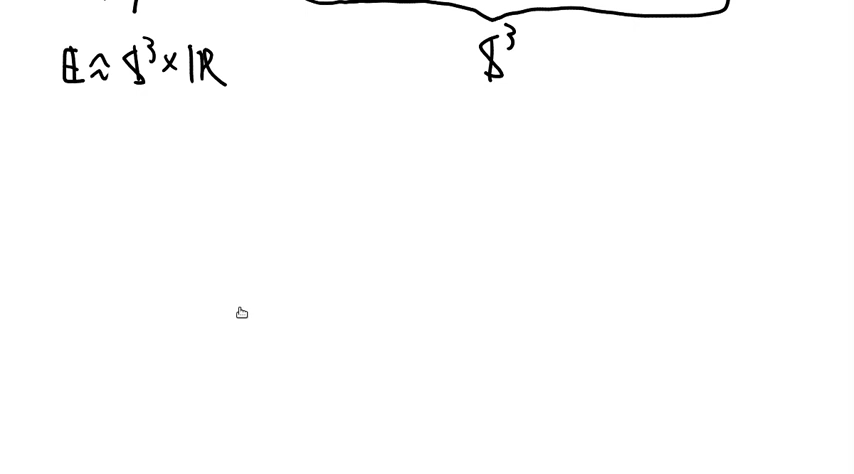 𝕊³
𝔼 ≈ 𝕊³ × ℝ